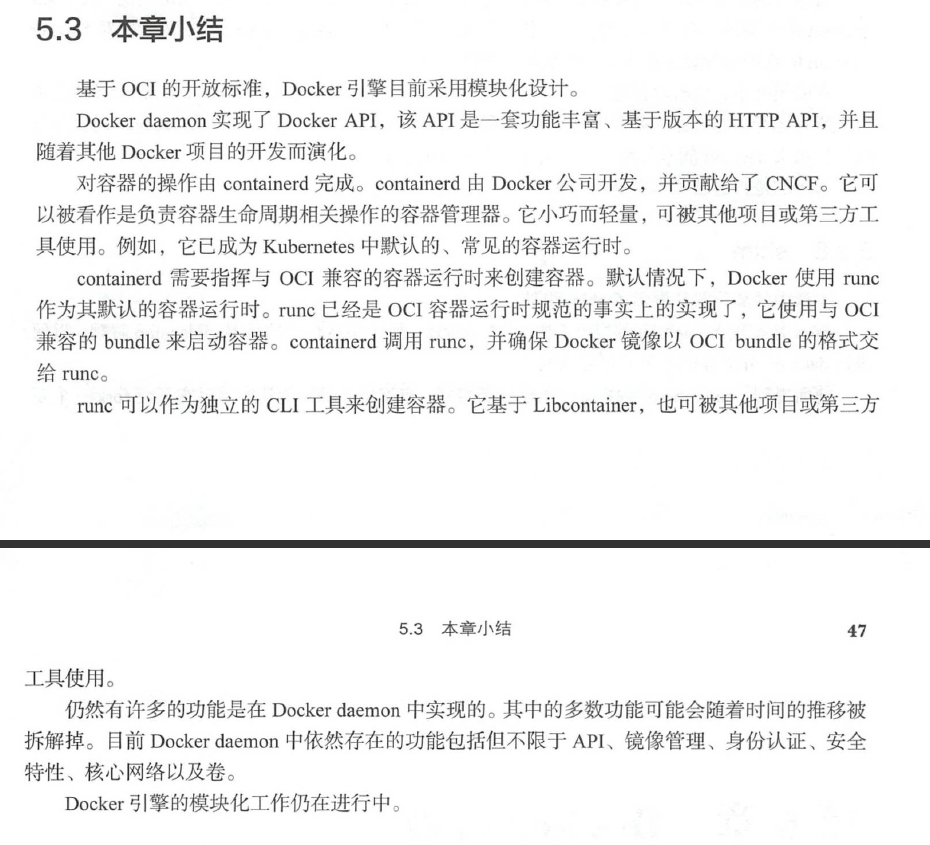 5.3 本章小结
基于 OCI 的开放标准，Docker 引擎目前采用模块化设计。
Docker daemon 实现了 Docker API，该 API 是一套功能丰富、基于版本的 HTTP API，并且
随着其他 Docker 项目的开发而演化。
对容器的操作由 containerd 完成。containerd 由 Docker 公司开发，并贡献给了 CNCF。它可
以被看作是负责容器生命周期相关操作的容器管理器。它小巧而轻量，可被其他项目或第三方工
具使用。例如，它已成为 Kubernetes 中默认的、常见的容器运行时。
containerd 需要指挥与 OCI 兼容的容器运行时来创建容器。默认情况下，Docker 使用 runc
作为其默认的容器运行时。runc 已经是 OCI 容器运行时规范的事实上的实现了，它使用与 OCI
兼容的 bundle 来启动容器。containerd 调用 runc，并确保 Docker 镜像以 OCI bundle 的格式交
给 runc。
runc 可以作为独立的 CLI 工具来创建容器。它基于 Libcontainer，也可被其他项目或第三方
5.3 本章小结 47
工具使用。
仍然有许多的功能是在 Docker daemon 中实现的。其中的多数功能可能会随着时间的推移被
拆解掉。目前 Docker daemon 中依然存在的功能包括但不限于 API、镜像管理、身份认证、安全
特性、核心网络以及卷。
Docker 引擎的模块化工作仍在进行中。